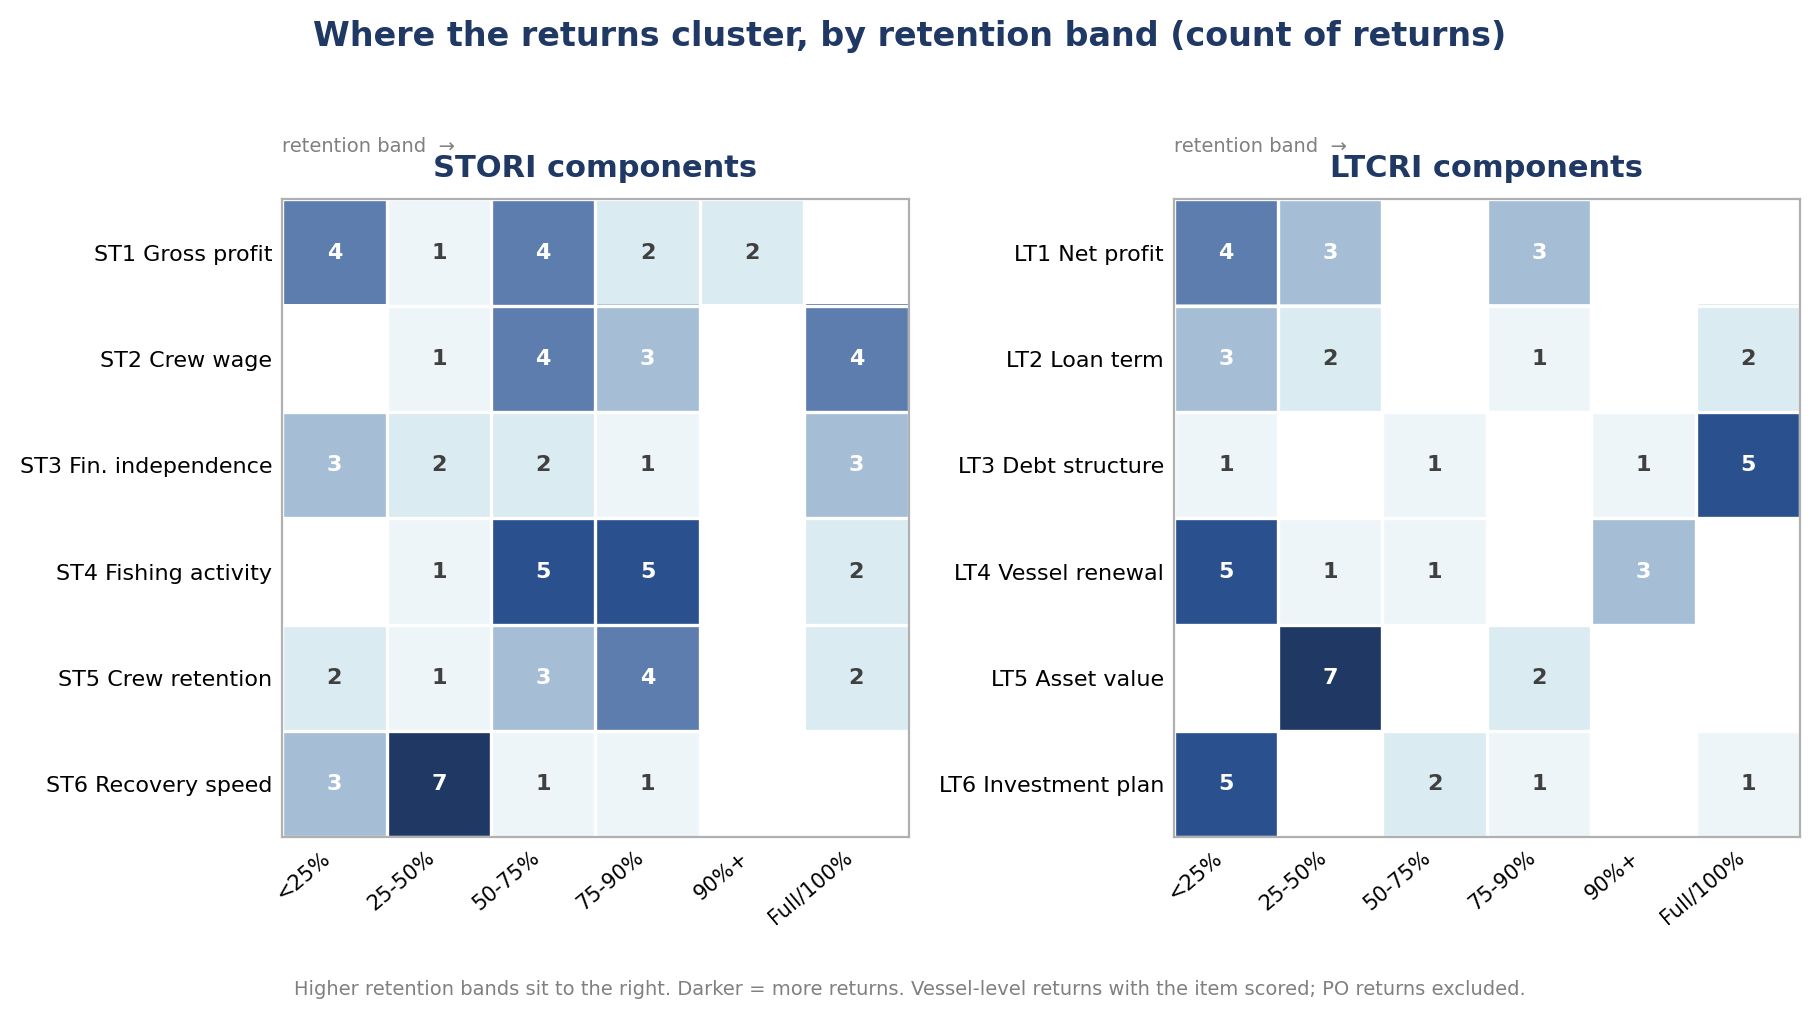 Where the returns cluster, by retention band (count of returns)
retention band →
STORI components
ST1 Gross profit 4 1 4 2 2
ST2 Crew wage 1 4 3 4
ST3 Fin. independence 3 2 2 1 3
ST4 Fishing activity 1 5 5 2
ST5 Crew retention 2 1 3 4 2
ST6 Recovery speed 3 7 1 1
<25% 25-50% 50-75% 75-90% 90%+ Full/100%
retention band →
LTCRI components
LT1 Net profit 4 3 3
LT2 Loan term 3 2 1 2
LT3 Debt structure 1 1 1 5
LT4 Vessel renewal 5 1 1 3
LT5 Asset value 7 2
LT6 Investment plan 5 2 1 1
<25% 25-50% 50-75% 75-90% 90%+ Full/100%
Higher retention bands sit to the right. Darker = more returns. Vessel-level returns with the item scored; PO returns excluded.